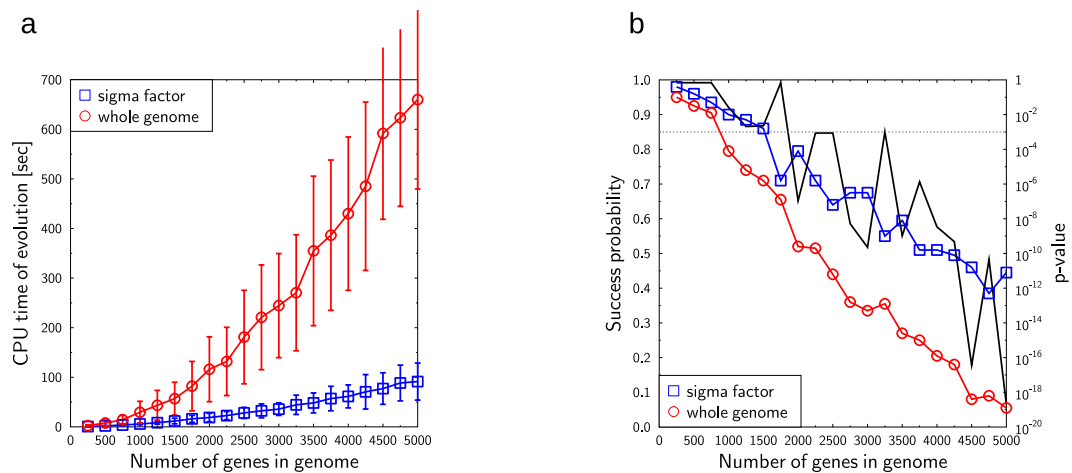 a
CPU time of evolution [sec]
700
600
500
400
300
200
100
0
sigma factor
whole genome
0 500 1000 1500 2000 2500 3000 3500 4000 4500 5000
Number of genes in genome
b
Success probability
1.0
0.9
0.8
0.7
0.6
0.5
0.4
0.3
0.2
0.1
0.0
sigma factor
whole genome
0 500 1000 1500 2000 2500 3000 3500 4000 4500 5000
Number of genes in genome
1
10⁻²
10⁻⁴
10⁻⁶
10⁻⁸
10⁻¹⁰
10⁻¹²
10⁻¹⁴
10⁻¹⁶
10⁻¹⁸
10⁻²⁰
p-value